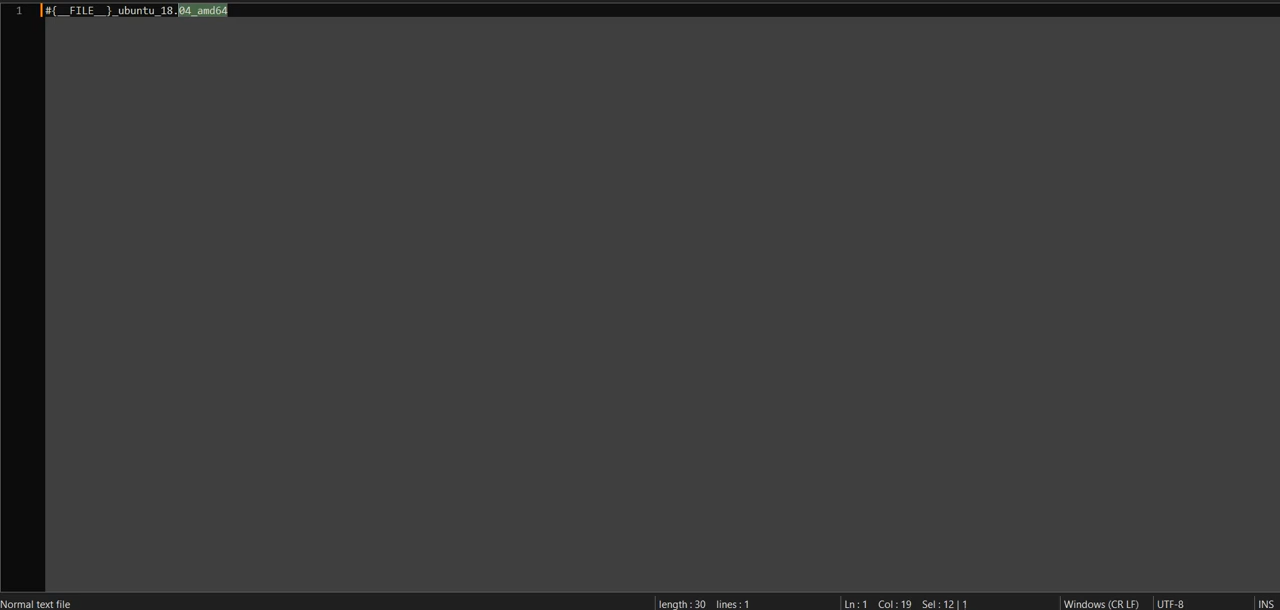 1 #{__FILE__}_ubuntu_18.04_amd64
Normal text file length : 30 lines : 1 Ln : 1 Col : 19 Sel : 12 | 1 Windows (CR LF) UTF-8 INS